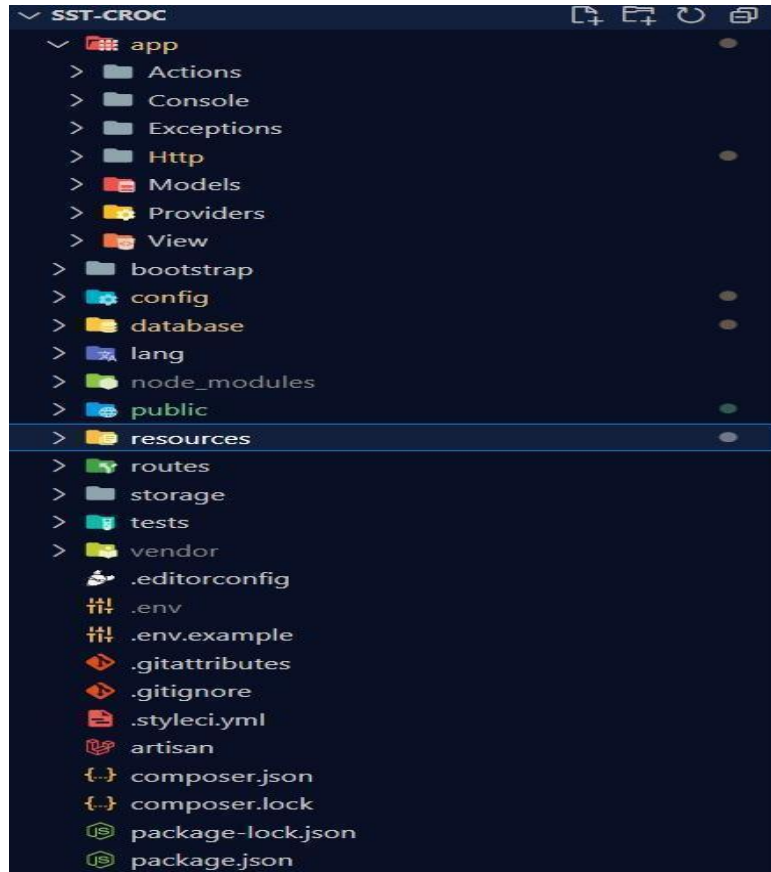 SST-CROC
app
Actions
Console
Exceptions
Http
Models
Providers
View
bootstrap
config
database
lang
node_modules
public
resources
routes
storage
tests
vendor
.editorconfig
.env
.env.example
.gitattributes
.gitignore
.styleci.yml
artisan
composer.json
composer.lock
package-lock.json
package.json